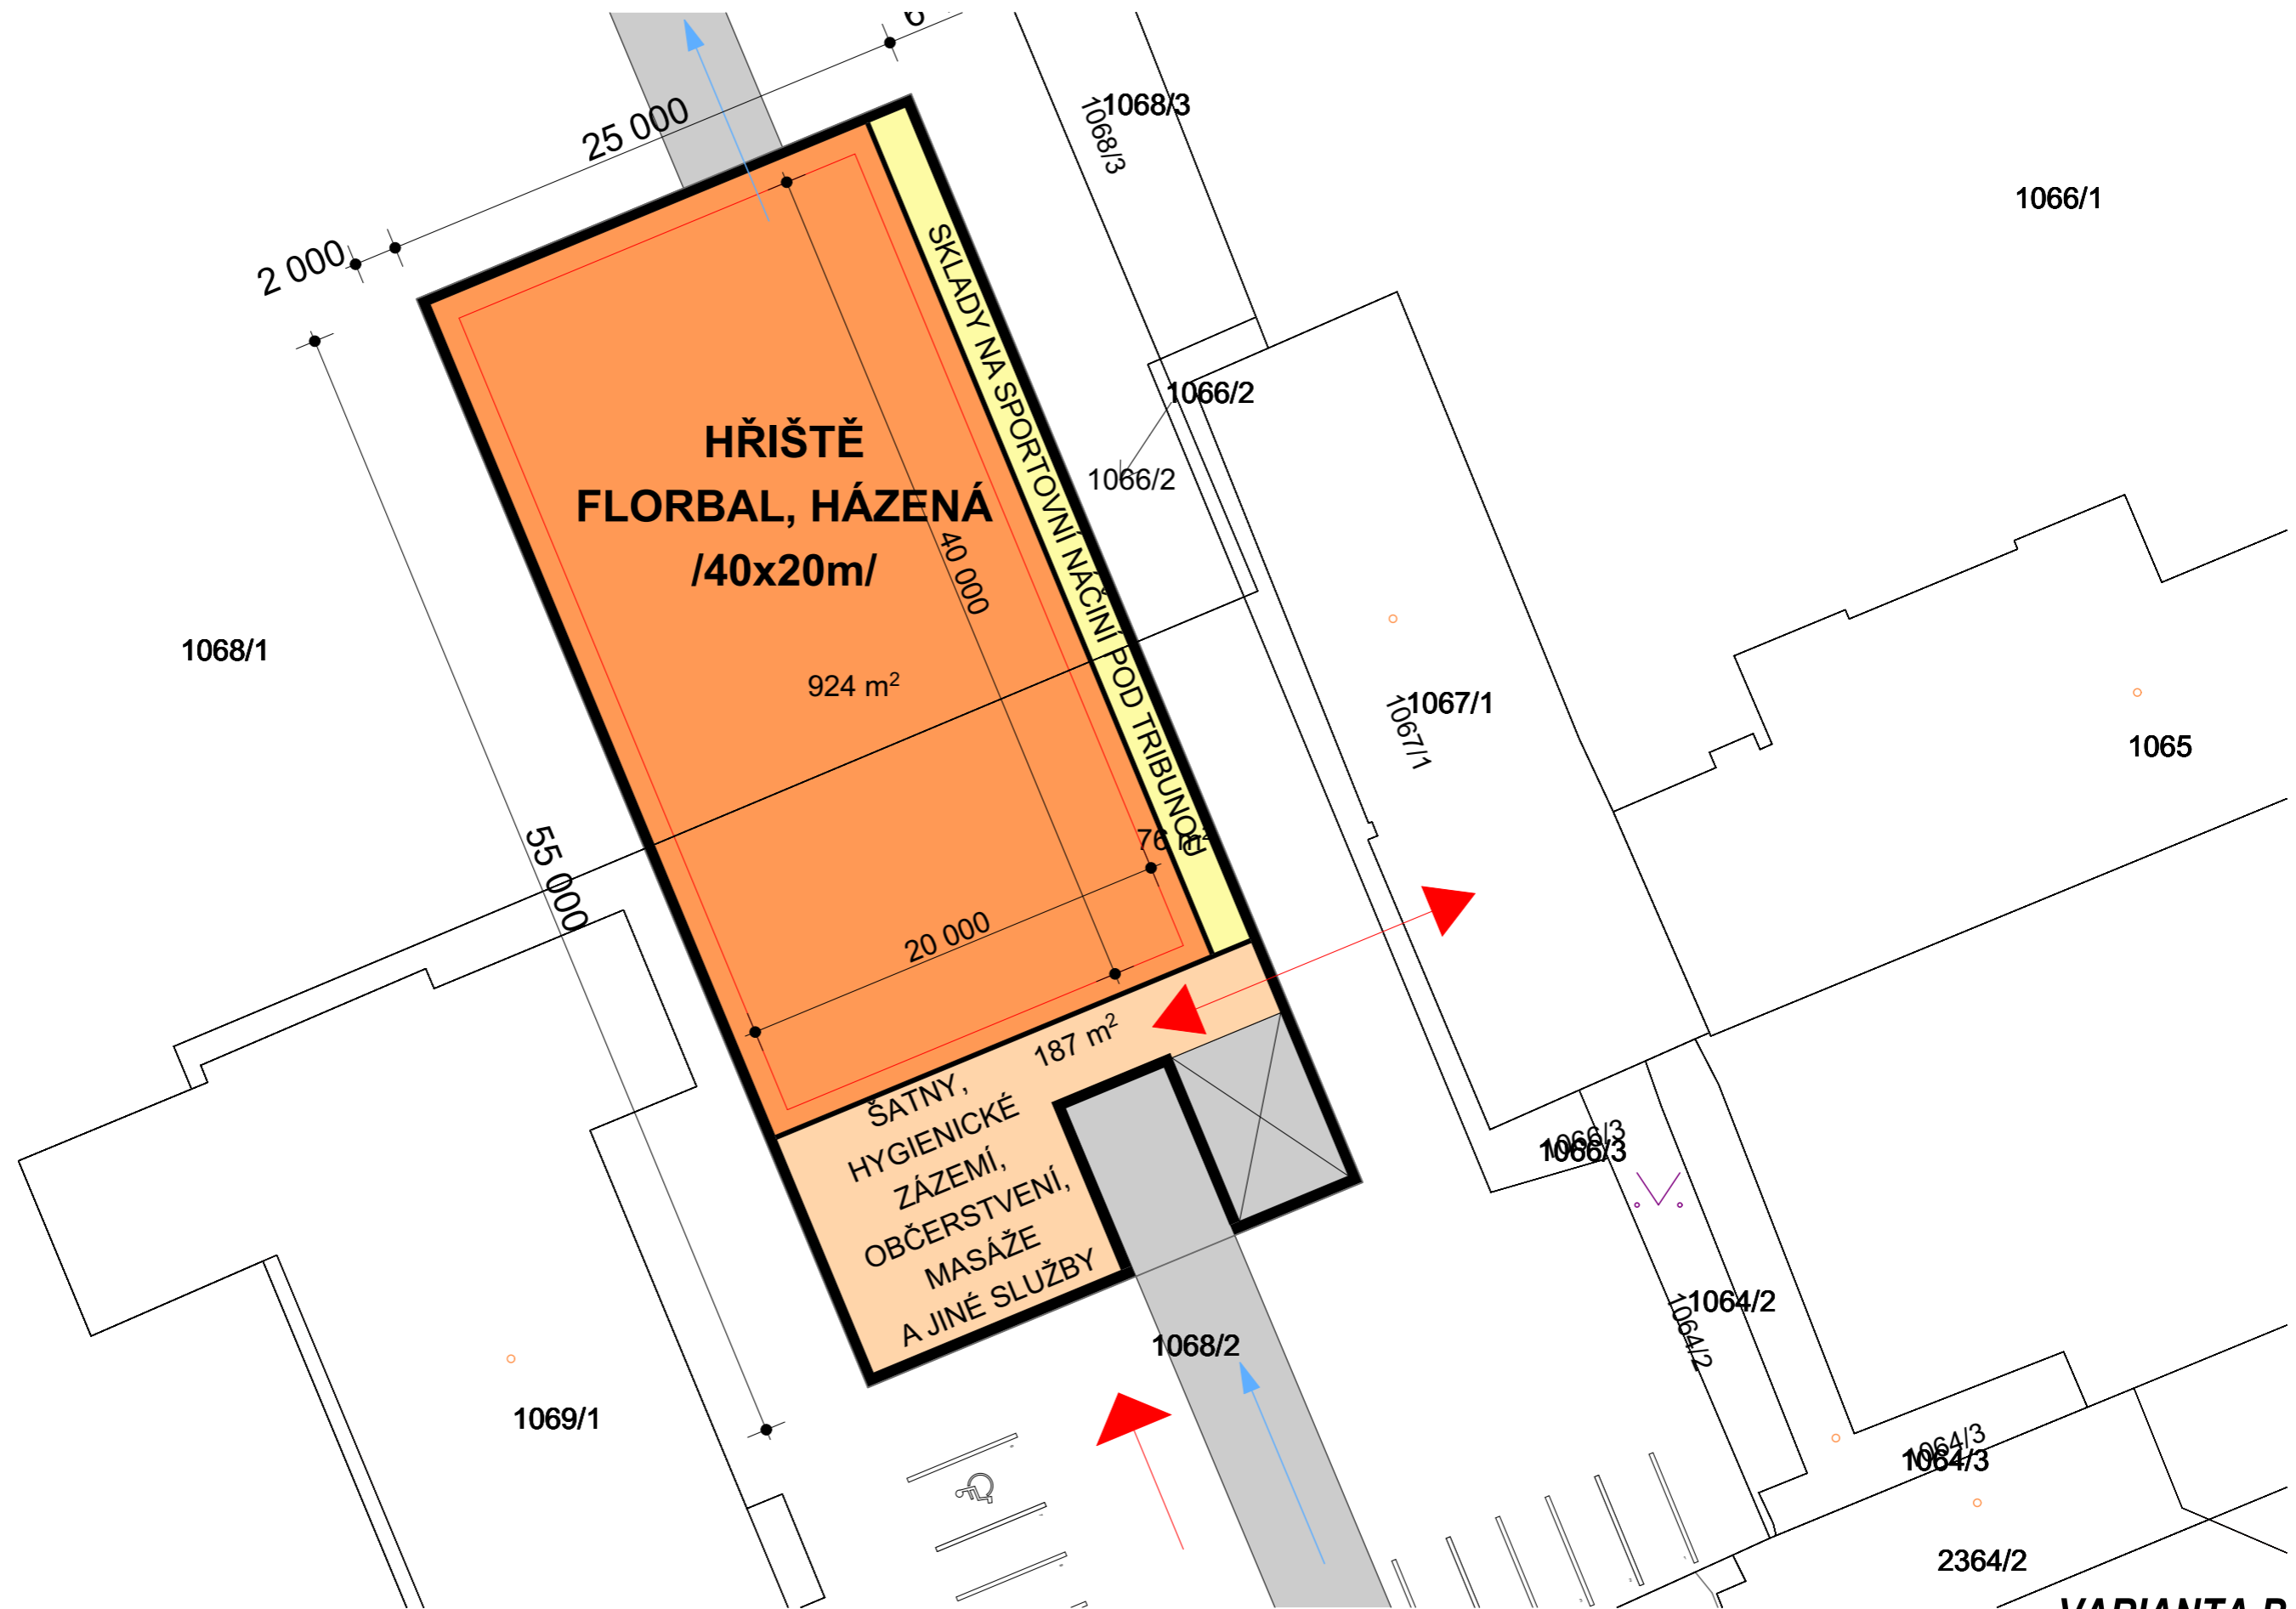 25 000
2 000
1068/3
1068/3
1066/1
SKLADY NA SPORTOVNÍ NÁČINÍ POD TRIBUNOU
1066/2
1066/2
HŘIŠTĚ
FLORBAL, HÁZENÁ
/40x20m/
40 000
1068/1
924 m²
1067/1
1067/1
1065
76 m²
55 000
20 000
187 m²
ŠATNY,
HYGIENICKÉ
ZÁZEMÍ,
OBČERSTVENÍ,
MASÁŽE
A JINÉ SLUŽBY
1066/3
1066/3
1064/2
1064/2
1068/2
1069/1
1064/3
1064/3
2364/2